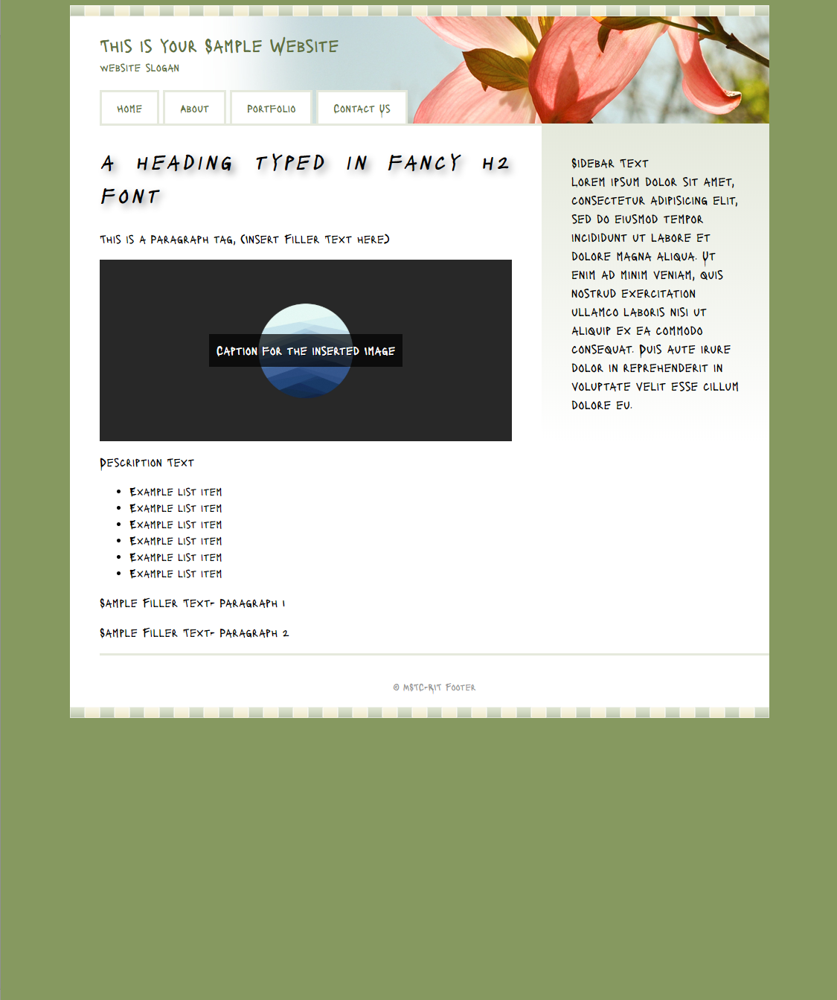 This is Your Sample Website
Website Slogan
Home
About
Portfolio
Contact Us
A heading typed in fancy h2
font
This is a paragraph tag, (insert filler text here)
Caption for the inserted image
Description text
Example list item
Example list item
Example list item
Example list item
Example list item
Example list item
Sample Filler Text- Paragraph 1
Sample Filler Text- Paragraph 2
Sidebar Text
Lorem ipsum dolor sit amet,
consectetur adipisicing elit,
sed do eiusmod tempor
incididunt ut labore et
dolore magna aliqua. Ut
enim ad minim veniam, quis
nostrud exercitation
ullamco laboris nisi ut
aliquip ex ea commodo
consequat. Duis aute irure
dolor in reprehenderit in
voluptate velit esse cillum
dolore eu.
© MSTC-RIT Footer